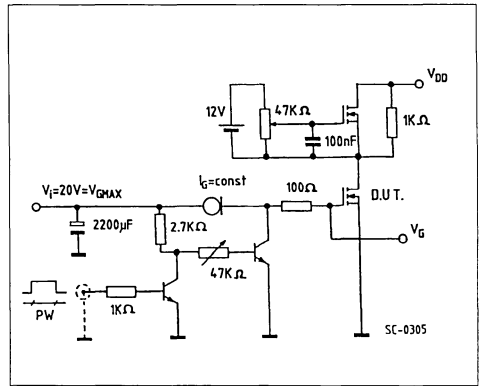 V_DD
12V
47KΩ
100nF
1KΩ
V_i=20V=V_GMAX
I_G=const
100Ω
D.U.T.
2200μF
2.7KΩ
V_G
47KΩ
PW
1KΩ
SC-0305